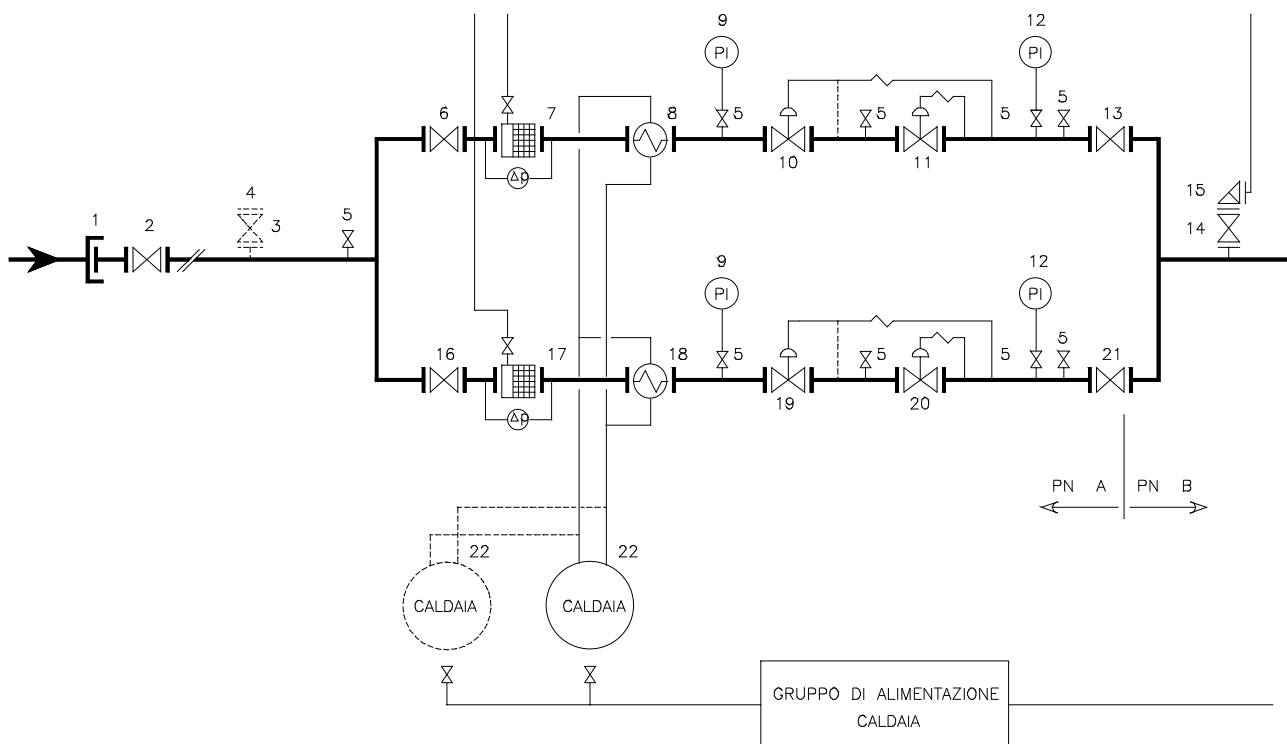 9 12
PI PI
6 7 8 5 5 5 5 13
Δp
10 11
4 15
1 2 3 5 14
9 12
PI PI
16 17 18 5 5 5 5 21
Δp
19 20
PN A PN B
22 22
CALDAIA CALDAIA
GRUPPO DI ALIMENTAZIONE
CALDAIA